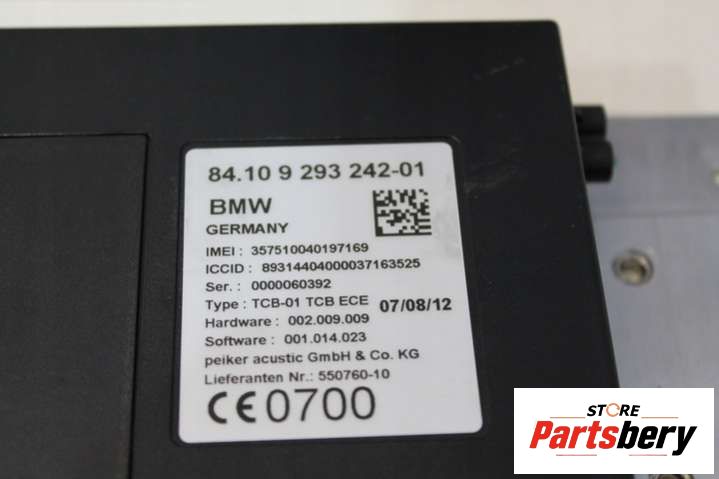 84.10 9 293 242-01
BMW
GERMANY
IMEI : 357510040197169
ICCID : 89314404000037163525
Ser. : 0000060392
Type : TCB-01 TCB ECE 07/08/12
Hardware : 002.009.009
Software : 001.014.023
peiker acustic GmbH & Co. KG
Lieferanten Nr.: 550760-10
CE0700
STORE
Partsbery